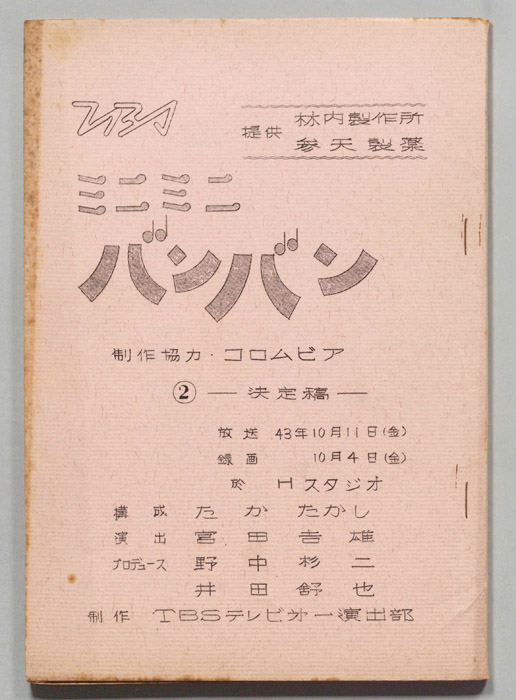 TBS
提供 林内製作所
参天製薬
ミニミニ
バンバン
制作協力・コロムビア
② — 決定稿 —
放送 43年10月11日(金)
録画 10月4日(金)
於 Hスタジオ
構成 たかたかし
演出 宮田吉雄
プロデュース 野中杉二
井田舒也
制作 TBSテレビ㐧一演出部